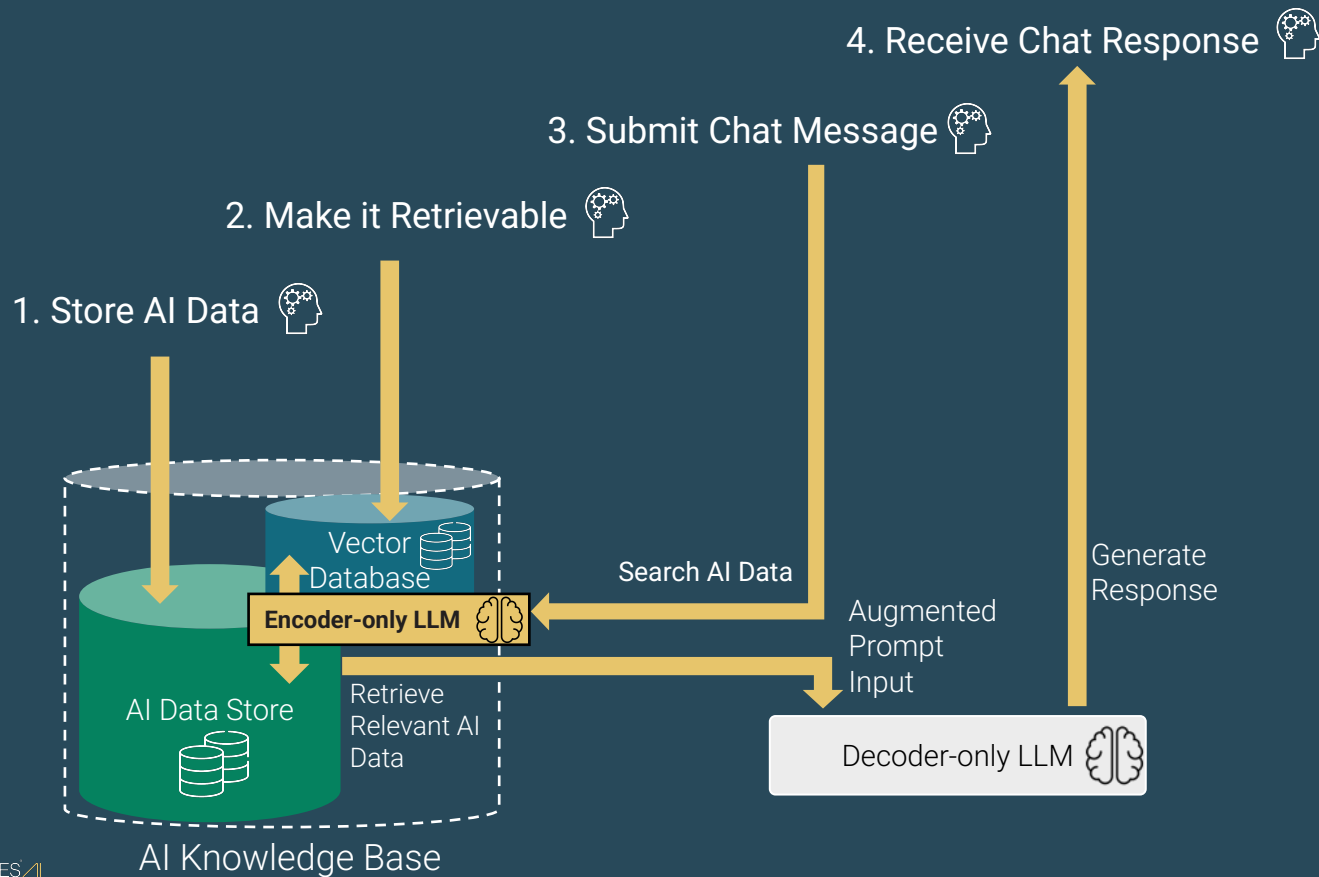 4. Receive Chat Response
3. Submit Chat Message
2. Make it Retrievable
1. Store AI Data
Vector
Database
Encoder-only LLM
Search AI Data
Generate
Response
Augmented
Prompt
Input
Retrieve
Relevant AI
Data
AI Data Store
Decoder-only LLM
AI Knowledge Base